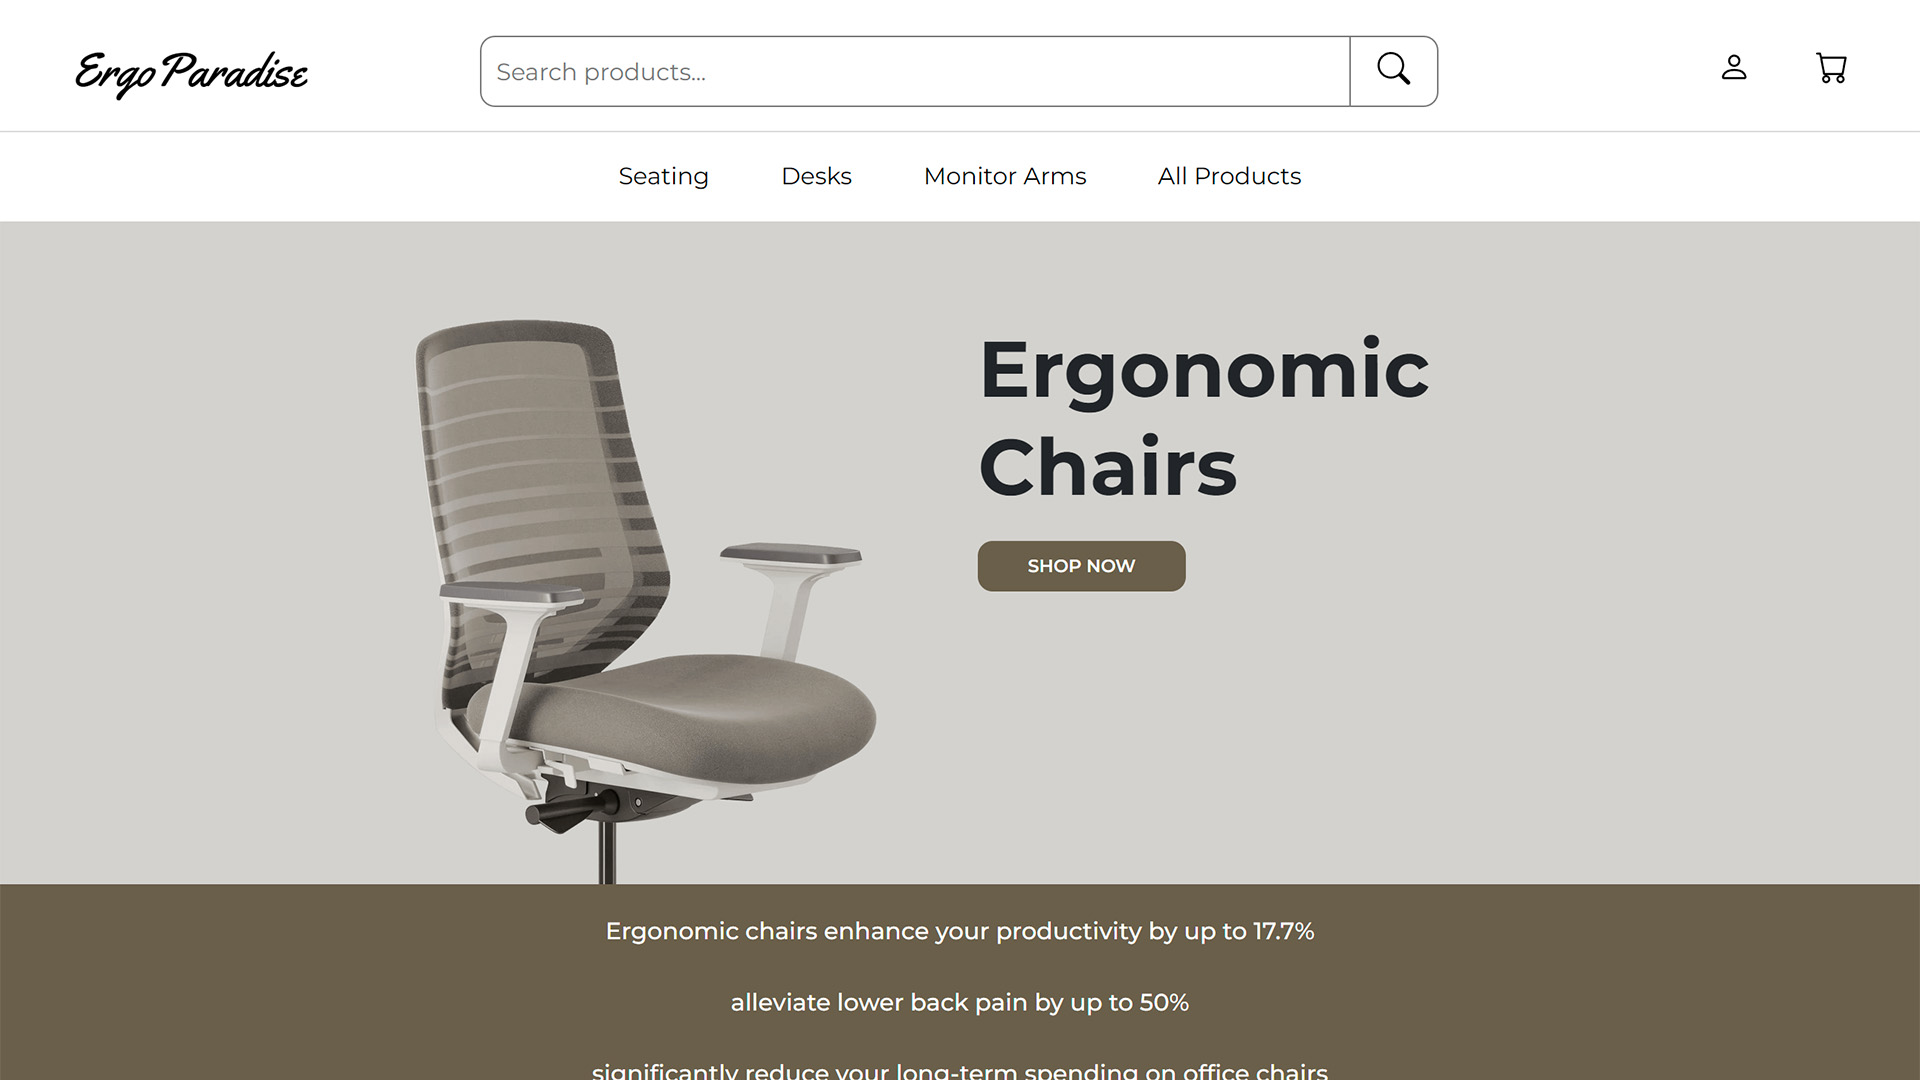 Ergo Paradise
Search products...
Seating
Desks
Monitor Arms
All Products
Ergonomic
Chairs
SHOP NOW
Ergonomic chairs enhance your productivity by up to 17.7%
alleviate lower back pain by up to 50%
significantly reduce your long-term spending on office chairs